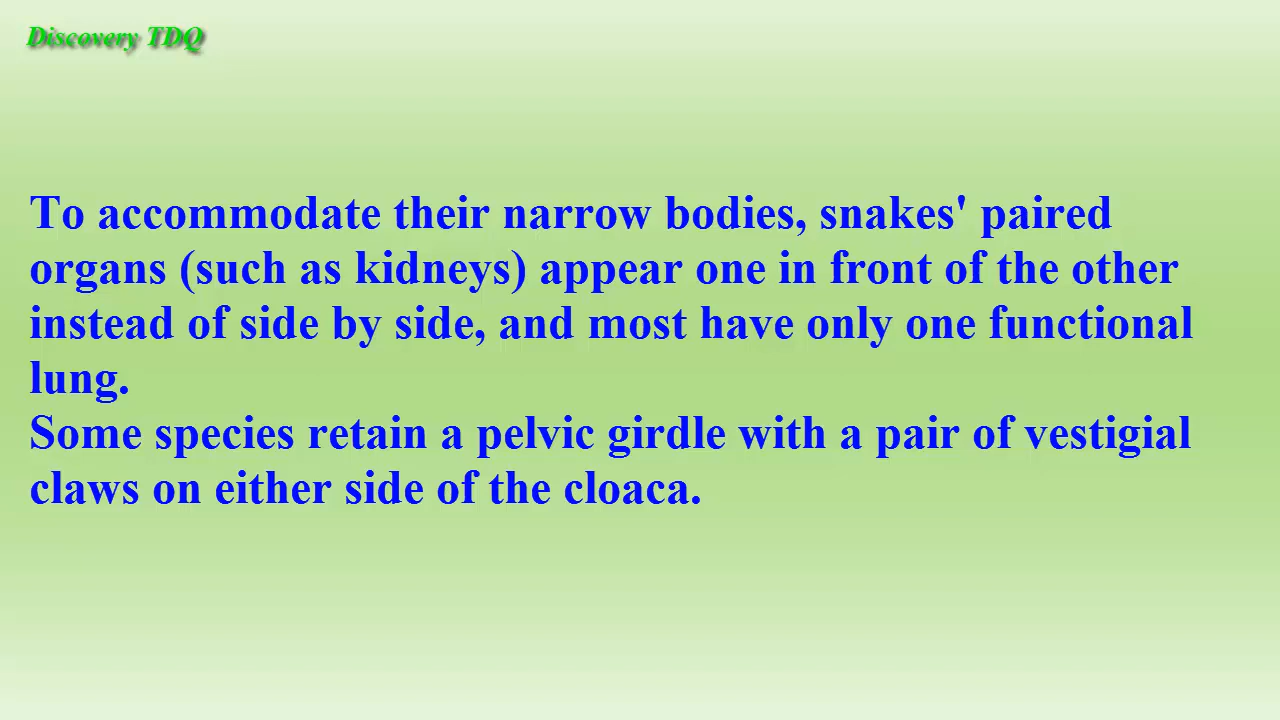 Discovery TDQ
To accommodate their narrow bodies, snakes' paired
organs (such as kidneys) appear one in front of the other
instead of side by side, and most have only one functional
lung.
Some species retain a pelvic girdle with a pair of vestigial
claws on either side of the cloaca.